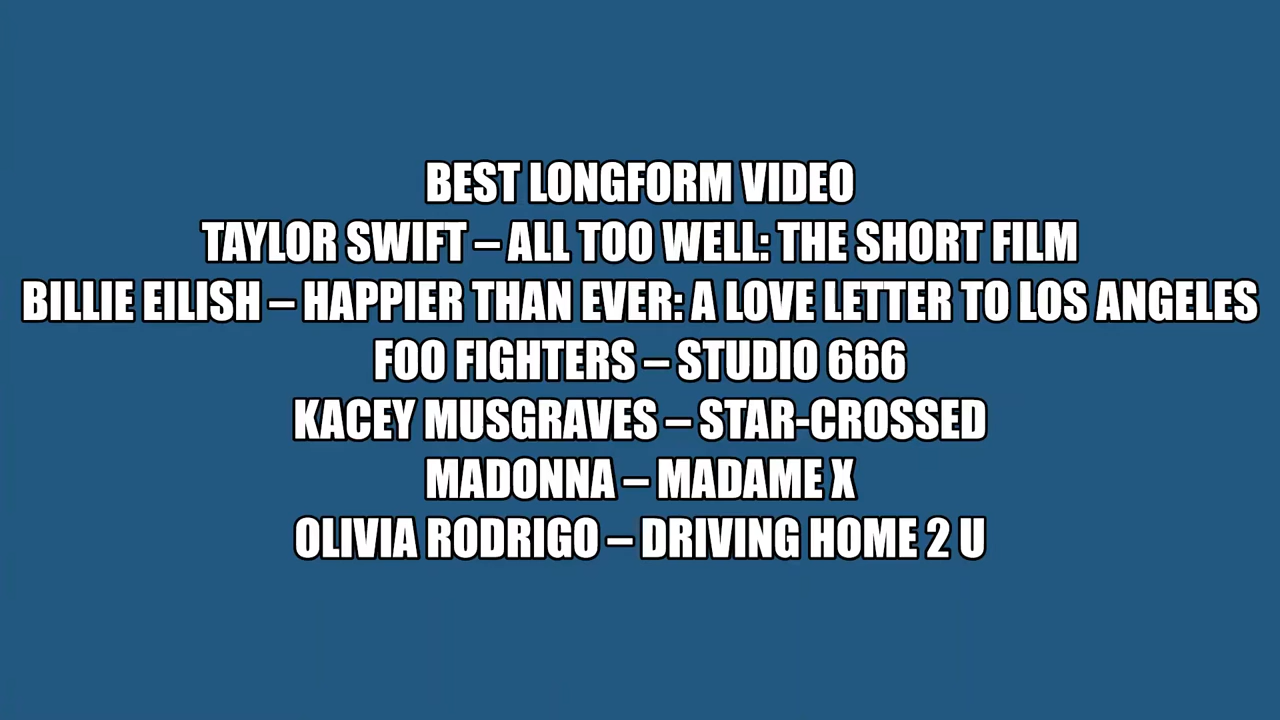 BEST LONGFORM VIDEO
TAYLOR SWIFT – ALL TOO WELL: THE SHORT FILM
BILLIE EILISH – HAPPIER THAN EVER: A LOVE LETTER TO LOS ANGELES
FOO FIGHTERS – STUDIO 666
KACEY MUSGRAVES – STAR-CROSSED
MADONNA – MADAME X
OLIVIA RODRIGO – DRIVING HOME 2 U